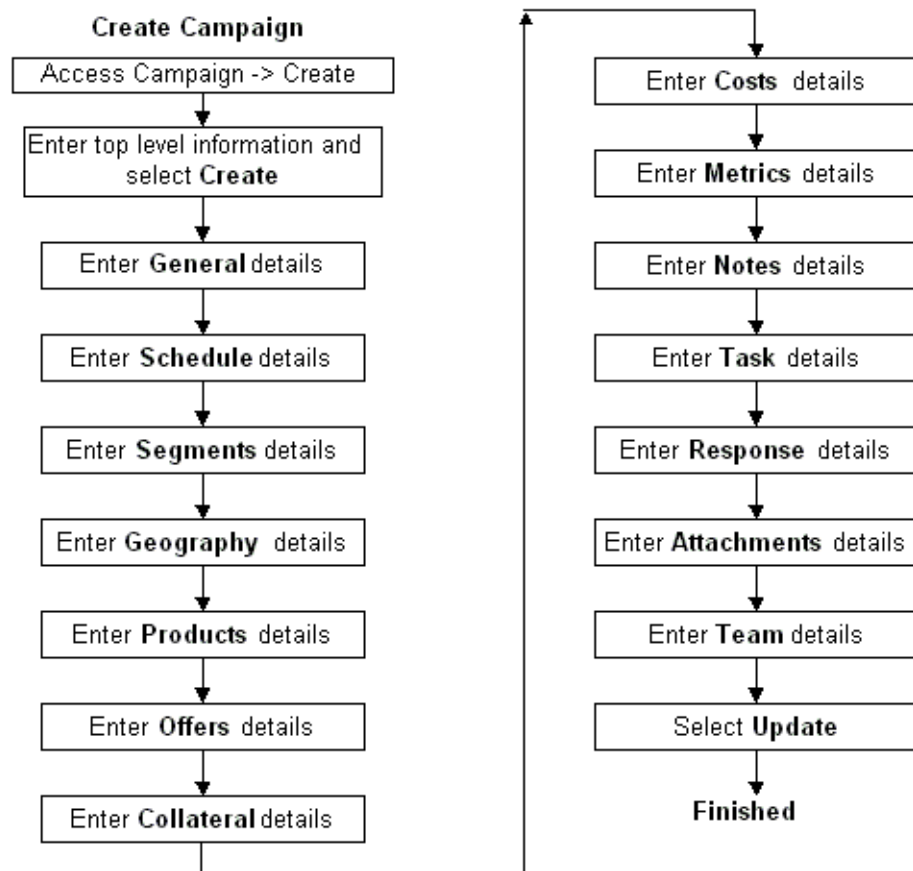 Create Campaign
Access Campaign -> Create
Enter top level information and
select Create
Enter General details
Enter Schedule details
Enter Segments details
Enter Geography details
Enter Products details
Enter Offers details
Enter Collateral details
Enter Costs details
Enter Metrics details
Enter Notes details
Enter Task details
Enter Response details
Enter Attachments details
Enter Team details
Select Update
Finished